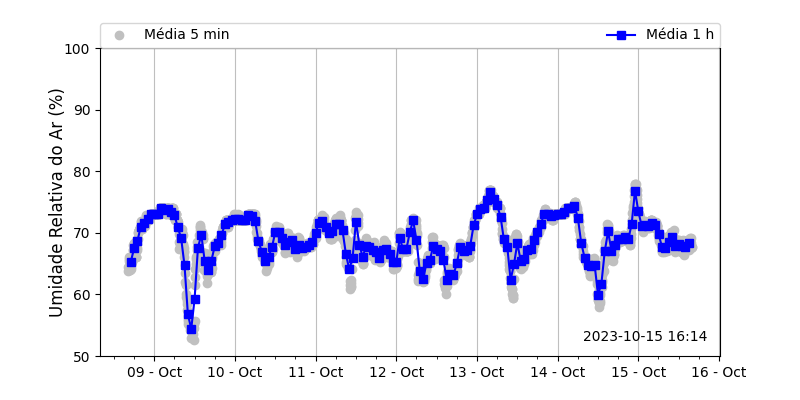 Média 5 min Média 1 h
100
90
80
70
60
50
Umidade Relativa do Ar (%)
2023-10-15 16:14
09 - Oct 10 - Oct 11 - Oct 12 - Oct 13 - Oct 14 - Oct 15 - Oct 16 - Oct